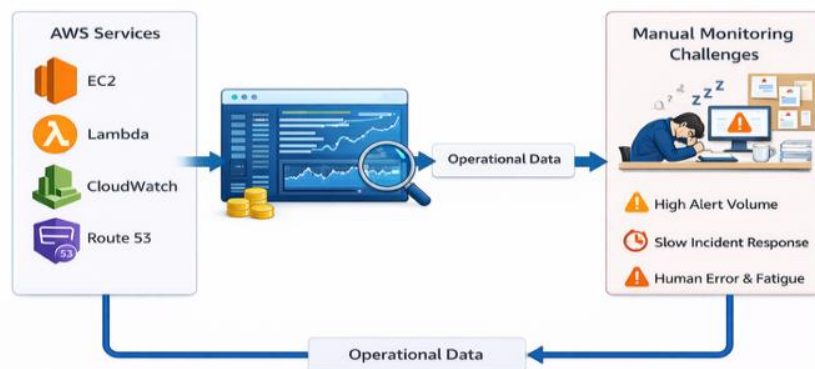 AWS Services
EC2
Lambda
CloudWatch
Route 53
53
Operational Data
Manual Monitoring
Challenges
z z z z z
High Alert Volume
Slow Incident Response
Human Error & Fatigue
Operational Data